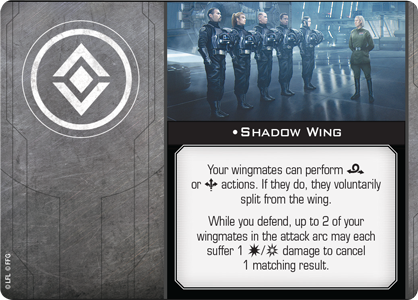 • Shadow Wing
Your wingmates can perform
or actions. If they do, they voluntarily
split from the wing.
While you defend, up to 2 of your
wingmates in the attack arc may each
suffer 1 / damage to cancel
1 matching result.
©LFL ©FFG